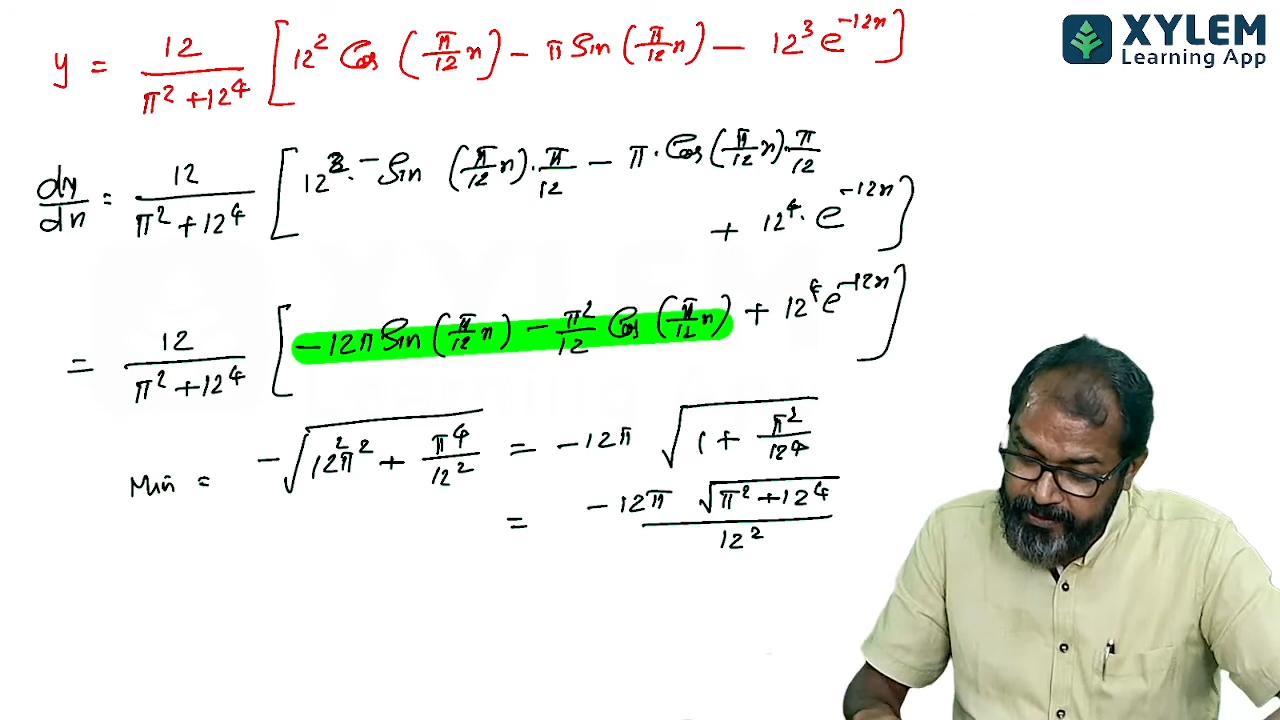 XYLEM
Learning App
y = 12/(π² + 12⁴) [12² Cos (π/12 x) − π Sin (π/12 x) − 12³ e^(−12x)]
dy/dx = 12/(π² + 12⁴) [12². −Sin (π/12 x) · π/12 − π · Cos (π/12 x) · π/12
+ 12⁴ · e^(−12x)]
= 12/(π² + 12⁴) [−12π Sin (π/12 x) − π²/12 Cos (π/12 x) + 12⁴ e^(−12x)]
Min = −√(12²π² + π⁴/12²) = −12π √(1 + π²/12⁴)
= −12π √(π² + 12⁴) / 12²